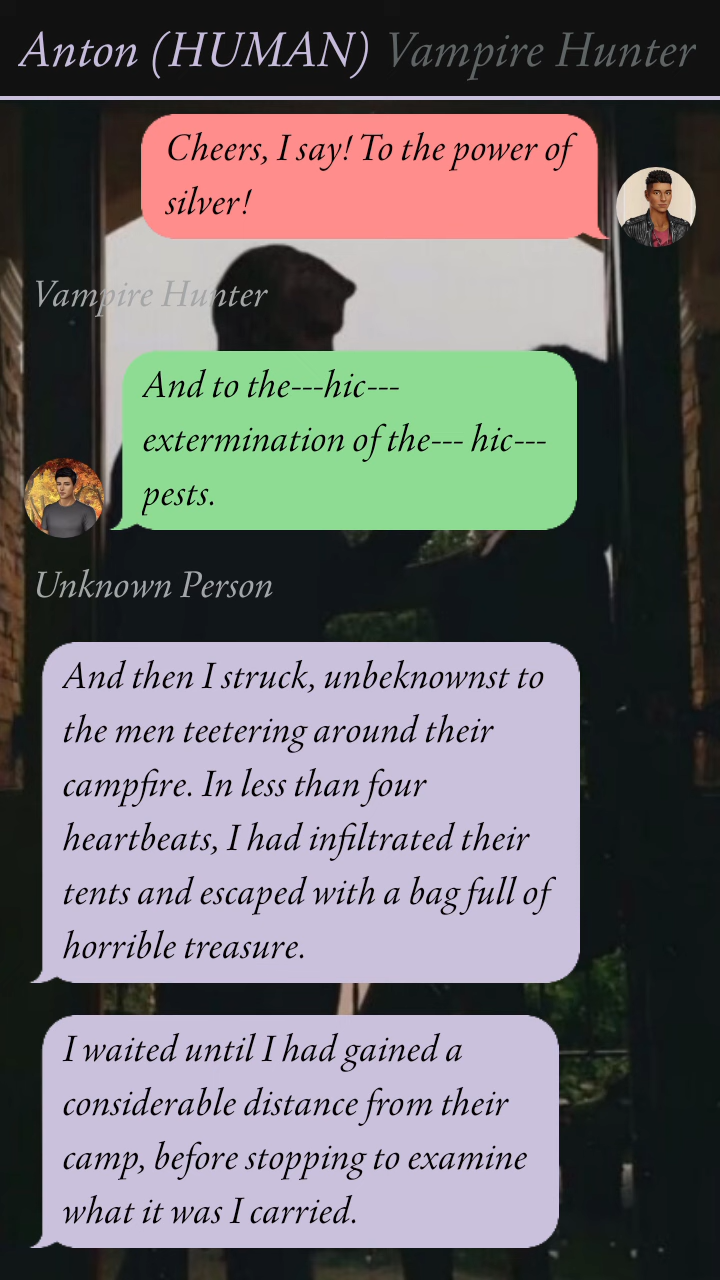 Anton (HUMAN) Vampire Hunter
Cheers, I say! To the power of
silver!
Vampire Hunter
And to the---hic---
extermination of the--- hic---
pests.
Unknown Person
And then I struck, unbeknownst to
the men teetering around their
campfire. In less than four
heartbeats, I had infiltrated their
tents and escaped with a bag full of
horrible treasure.
I waited until I had gained a
considerable distance from their
camp, before stopping to examine
what it was I carried.